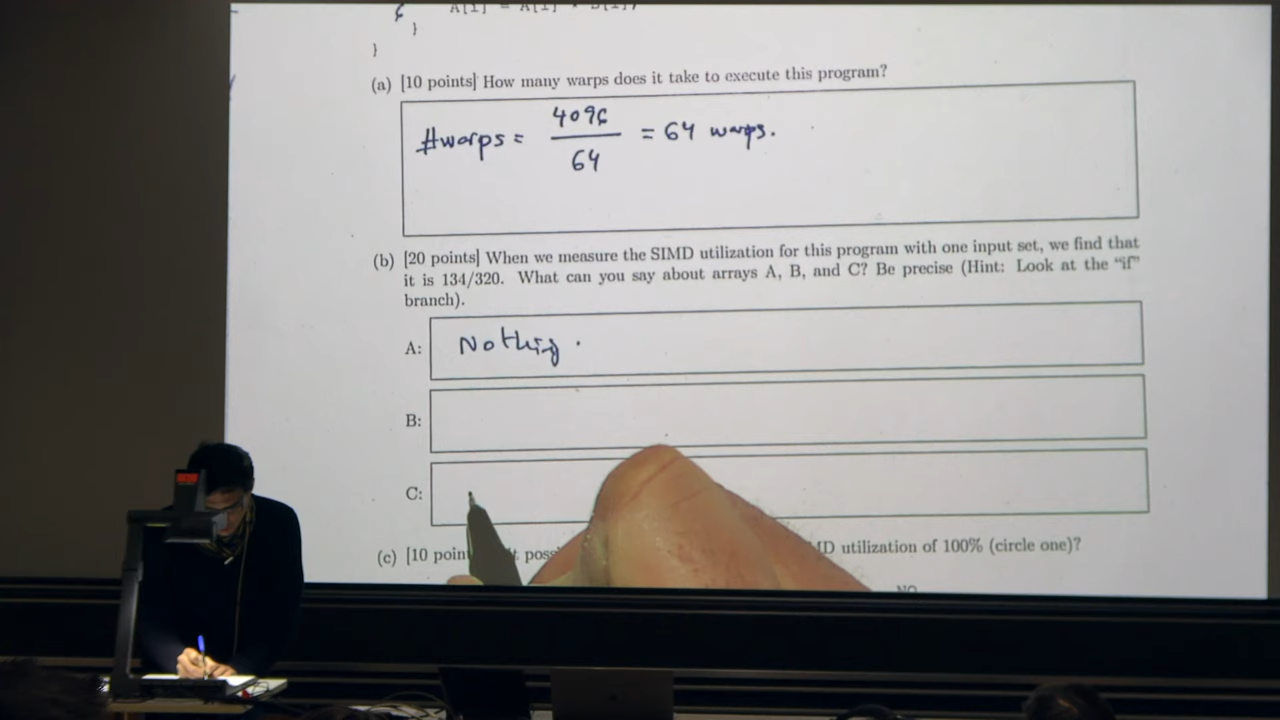 }
}
(a) [10 points] How many warps does it take to execute this program?
#warps = 4096 / 64 = 64 warps.
(b) [20 points] When we measure the SIMD utilization for this program with one input set, we find that
it is 134/320. What can you say about arrays A, B, and C? Be precise (Hint: Look at the "if"
branch).
A: Nothing.
B:
C:
(c) [10 utilization of 100% (circle one)?